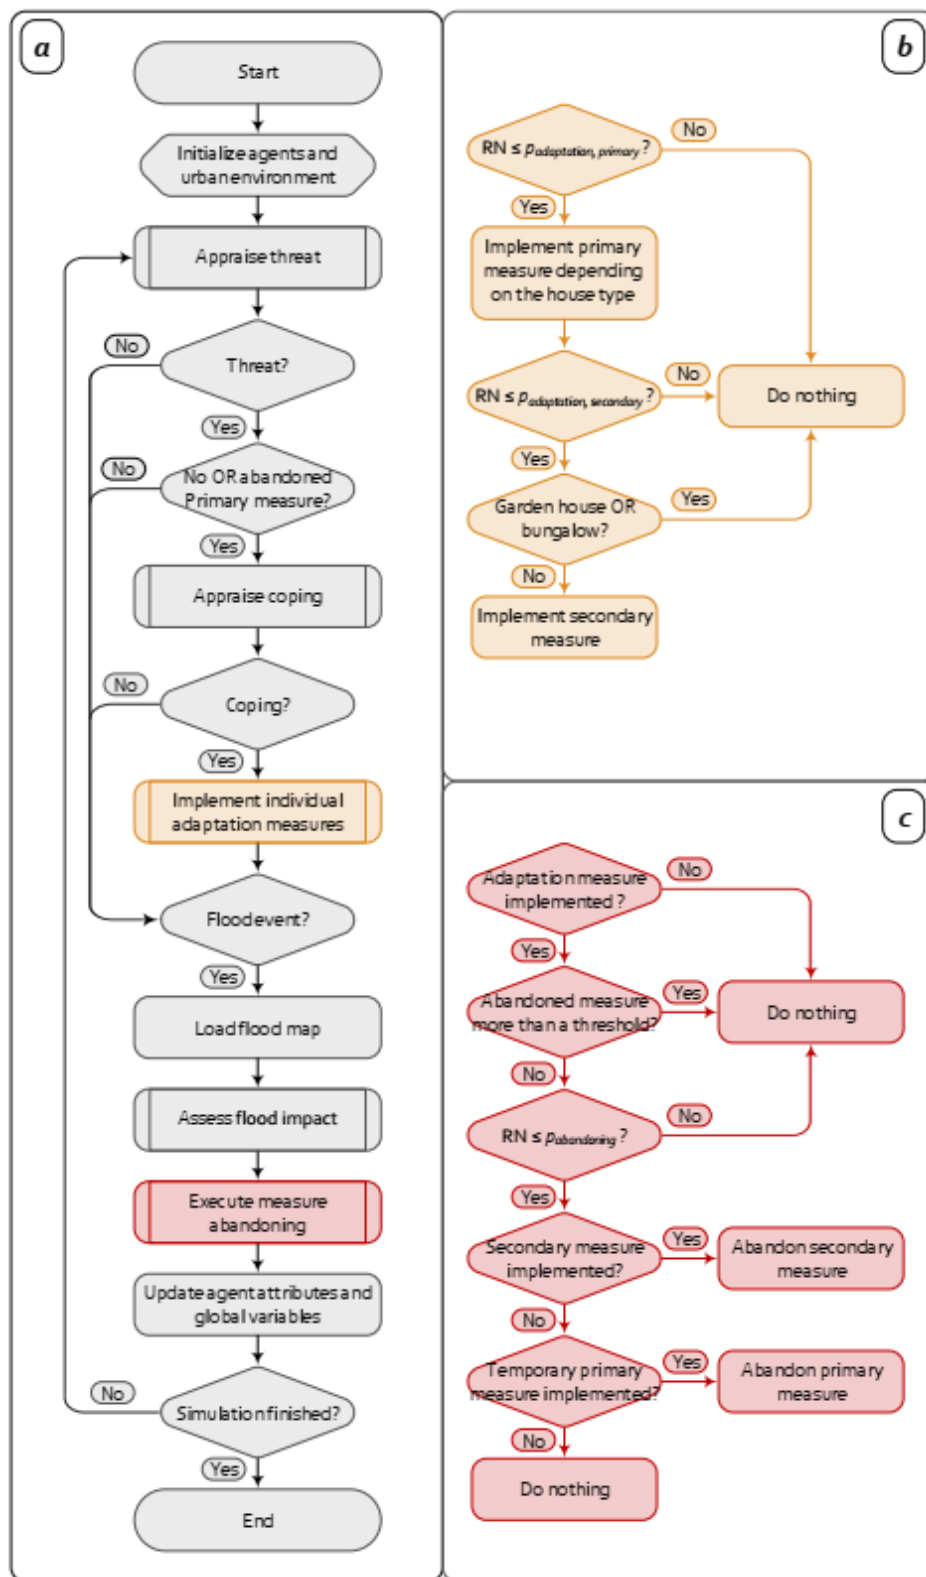 a
Start
Initialize agents and
urban environment
Appraise threat
No
Threat?
Yes
No
No OR abandoned
Primary measure?
Yes
Appraise coping
No
Coping?
Yes
Implement individual
adaptation measures
Flood event?
Yes
Load flood map
Assess flood impact
Execute measure
abandoning
Update agent attributes and
global variables
No
Simulation finished?
Yes
End
b
RN ≤ padaptation, primary ?
No
Yes
Implement primary
measure depending
on the house type
RN ≤ padaptation, secondary ?
No
Do nothing
Yes
Garden house OR
bungalow?
Yes
No
Implement secondary
measure
c
Adaptation measure
implemented ?
No
Yes
Abandoned measure
more than a threshold?
Yes
Do nothing
No
RN ≤ pabandoning ?
No
Yes
Secondary measure
implemented?
Yes
Abandon secondary
measure
No
Temporary primary
measure implemented?
Yes
Abandon primary
measure
No
Do nothing